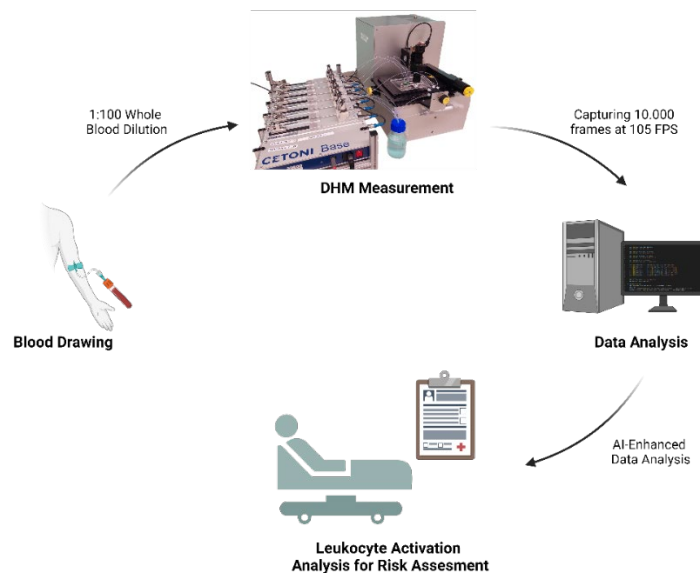 1:100 Whole
Blood Dilution
CETONI Base
DHM Measurement
Capturing 10.000
frames at 105 FPS
Blood Drawing
Data Analysis
AI-Enhanced
Data Analysis
Leukocyte Activation
Analysis for Risk Assesment